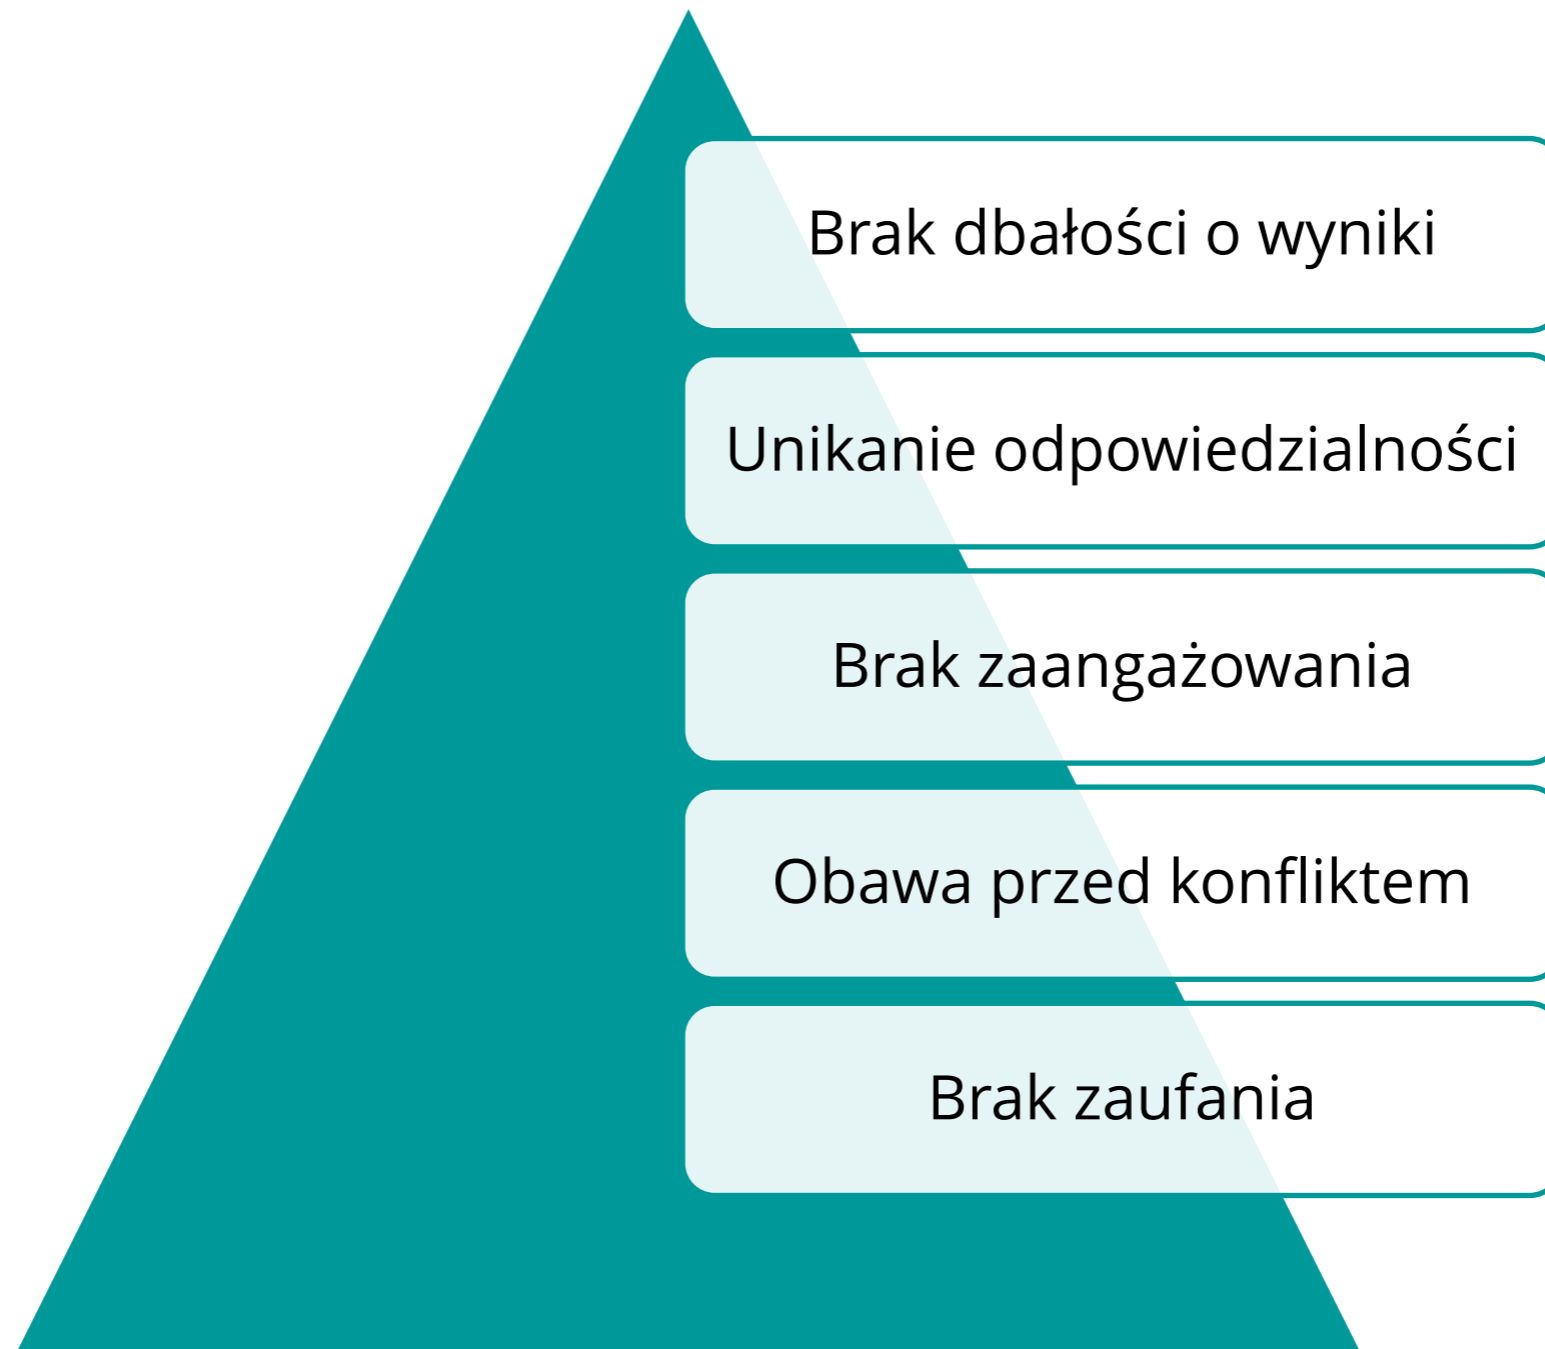 Brak dbałości o wyniki
Unikanie odpowiedzialności
Brak zaangażowania
Obawa przed konfliktem
Brak zaufania